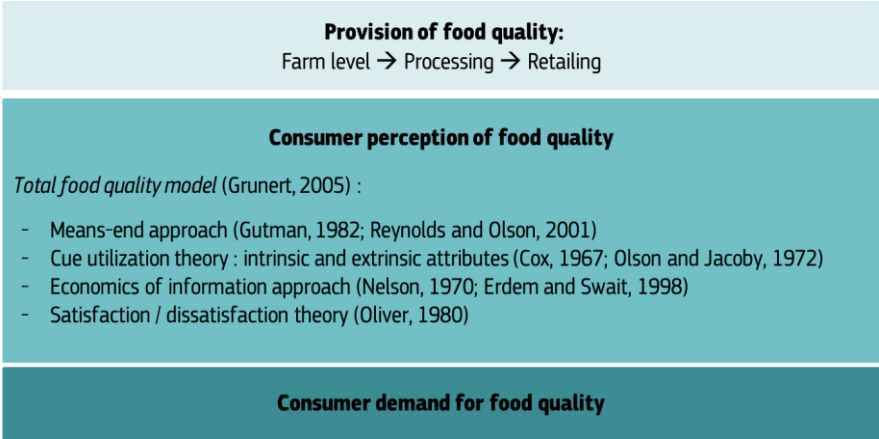 Provision of food quality:
Farm level → Processing → Retailing
Consumer perception of food quality
Total food quality model (Grunert, 2005) :
- Means-end approach (Gutman, 1982; Reynolds and Olson, 2001)
- Cue utilization theory : intrinsic and extrinsic attributes (Cox, 1967; Olson and Jacoby, 1972)
- Economics of information approach (Nelson, 1970; Erdem and Swait, 1998)
- Satisfaction / dissatisfaction theory (Oliver, 1980)
Consumer demand for food quality